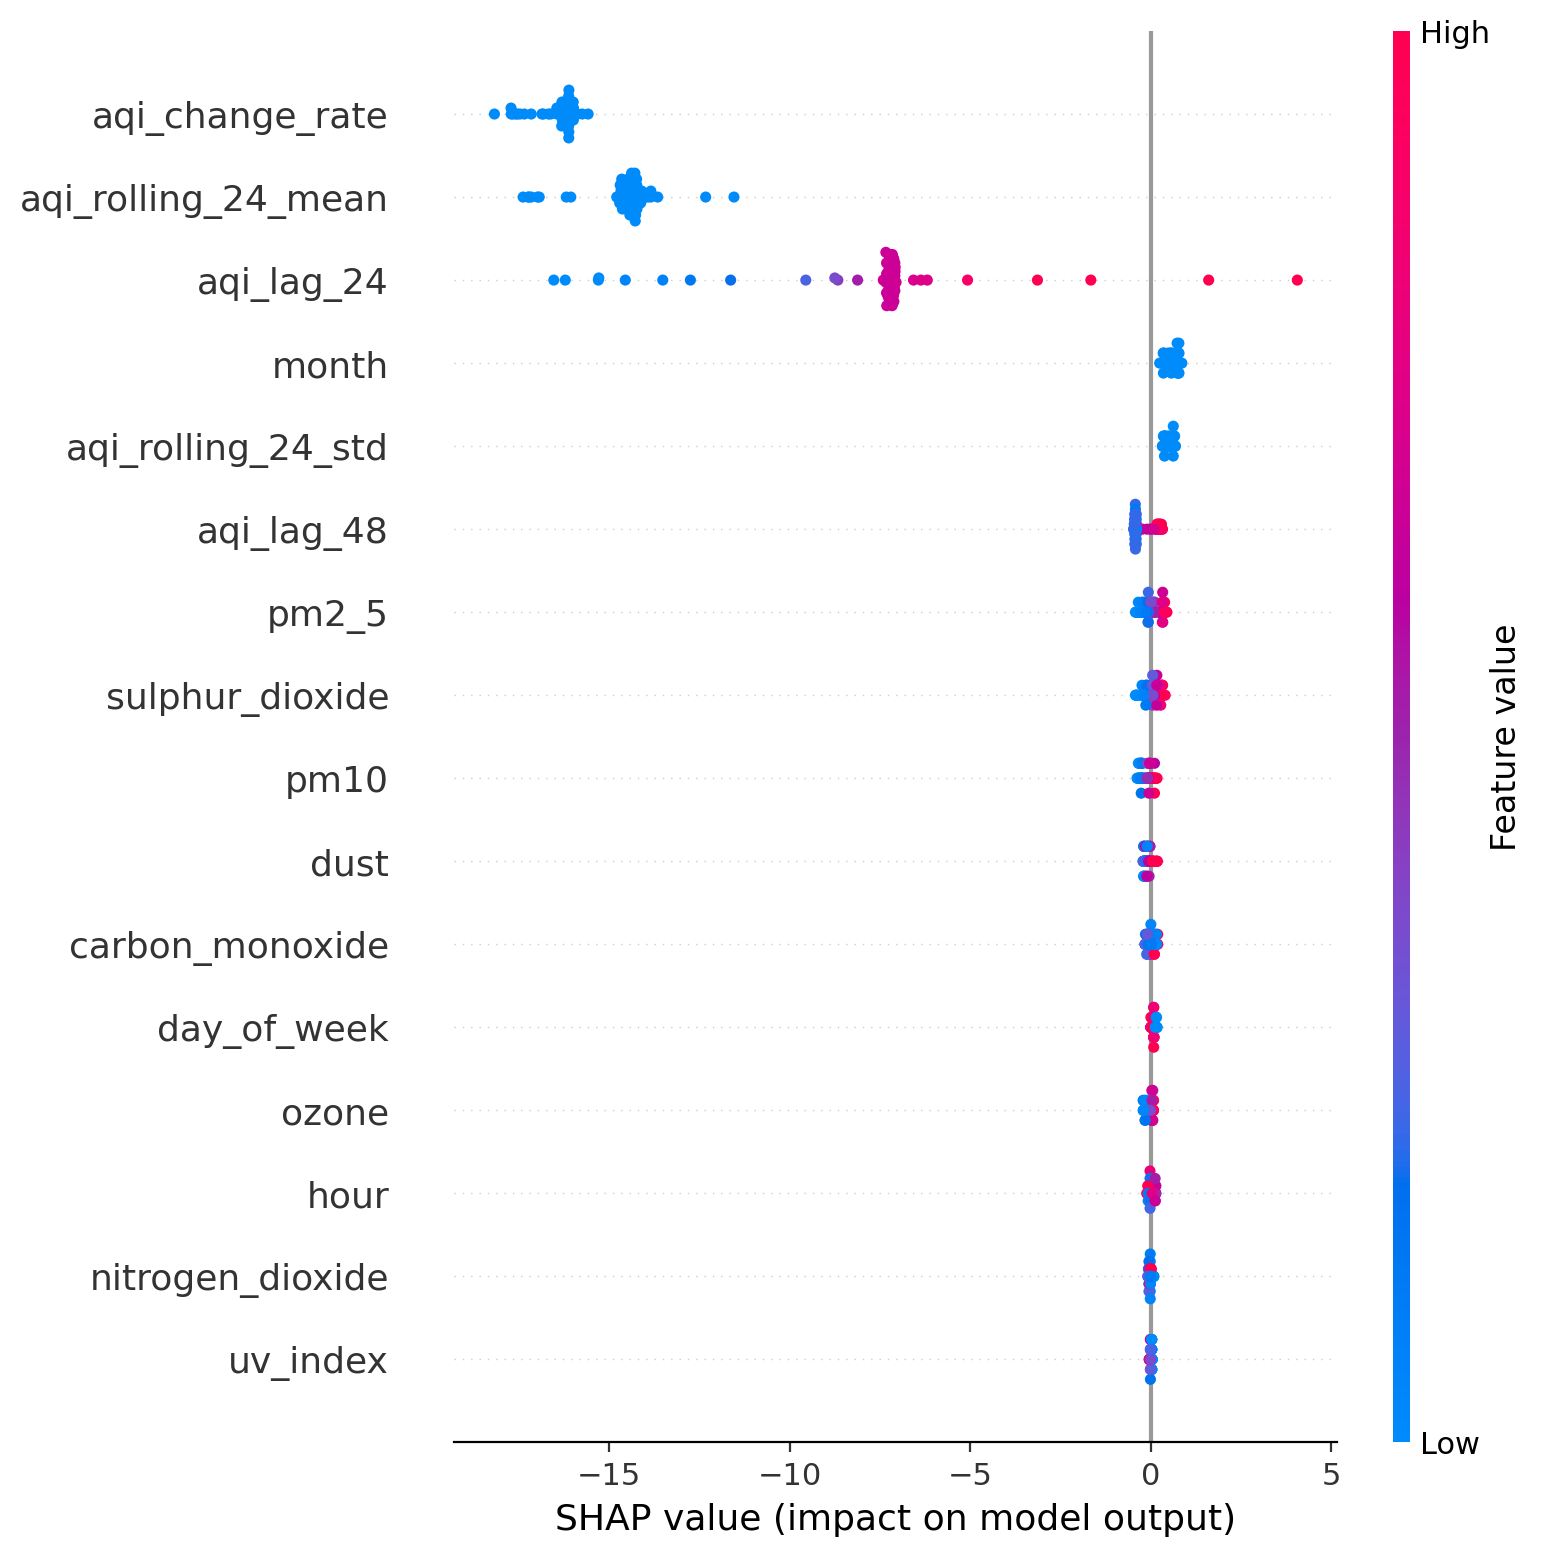 High
aqi_change_rate
aqi_rolling_24_mean
aqi_lag_24
month
aqi_rolling_24_std
aqi_lag_48
pm2_5
sulphur_dioxide
pm10
dust
carbon_monoxide
day_of_week
ozone
hour
nitrogen_dioxide
uv_index
Feature value
Low
−15 −10 −5 0 5
SHAP value (impact on model output)